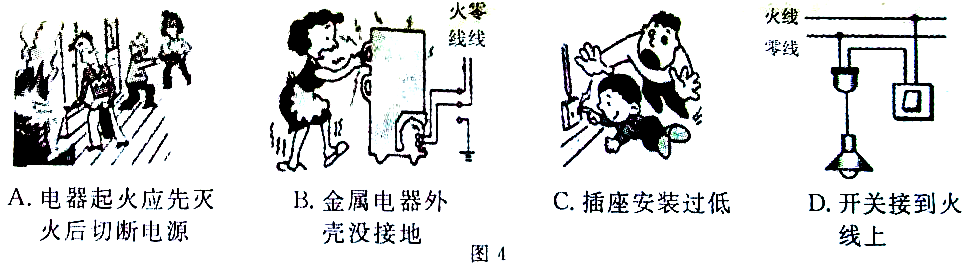 火零
线线
火线
零线
A. 电器起火应先灭
火后切断电源
B. 金属电器外
壳没接地
C. 插座安装过低
D. 开关接到火
线上
图 4